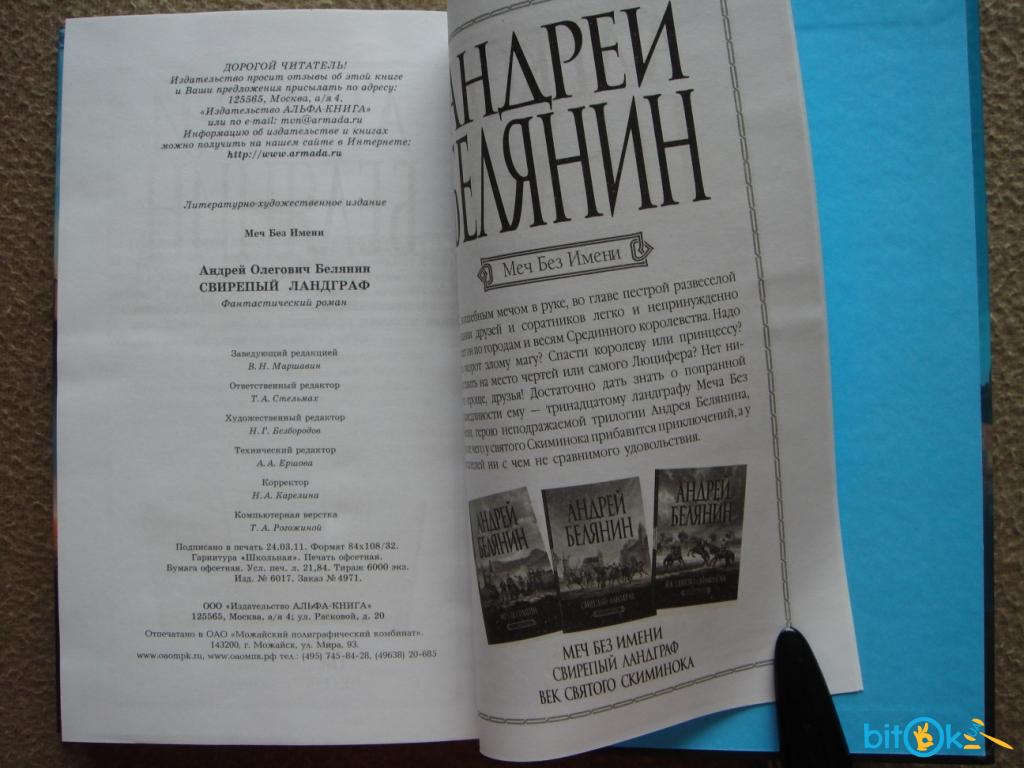 ДОРОГОЙ ЧИТАТЕЛЬ!
Издательство просит отзывы об этой книге
и Ваши предложения присылать по адресу:
125565, Москва, а/я 4,
«Издательство АЛЬФА-КНИГА»
или по e-mail: mvn@armada.ru
Информацию об издательстве и книгах
можно получить на нашем сайте в Интернете:
http://www.armada.ru
Литературно-художественное издание
Меч Без Имени
Андрей Олегович Белянин
СВИРЕПЫЙ ЛАНДГРАФ
Фантастический роман
Заведующий редакцией
В. Н. Маршавин
Ответственный редактор
Т. А. Стельмах
Художественный редактор
Н. Г. Безбородов
Технический редактор
А. А. Ершова
Корректор
Н. А. Карелина
Компьютерная верстка
Т. А. Рогожиной
Подписано в печать 24.03.11. Формат 84x108/32.
Гарнитура «Школьная». Печать офсетная.
Бумага офсетная. Усл. печ. л. 21,84. Тираж 6000 экз.
Изд. № 6017. Заказ № 4971.
ООО «Издательство АЛЬФА-КНИГА»
125565, Москва, а/я 4; ул. Расковой, д. 20
Отпечатано в ОАО «Можайский полиграфический комбинат».
143200, г. Можайск, ул. Мира, 93.
www.oaompk.ru, www.оаомпк.рф тел.: (495) 745-84-28, (49638) 20-685
АНДРЕЙ
БЕЛЯНИН
Меч Без Имени
мечом в руке, во главе пестрой развеселой
друзей и соратников легко и непринужденно
он по городам и весям Срединного королевства. Надо
злому магу? Спасти королеву или принцессу?
на место чертей или самого Люцифера? Нет ни-
проще, друзья! Достаточно дать знать о попранной
ему — тринадцатому ландграфу Меча Без
герою неподражаемой трилогии Андрея Белянина,
у святого Скиминока прибавится приключений, а у
ни с чем не сравнимого удовольствия.
АНДРЕЙ
БЕЛЯНИН
АНДРЕЙ
БЕЛЯНИН
СВИРЕПЫЙ ЛАНДГРАФ
АНДРЕЙ
БЕЛЯНИН
МЕЧ БЕЗ ИМЕНИ
СВИРЕПЫЙ ЛАНДГРАФ
ВЕК СВЯТОГО СКИМИНОКА
bitok